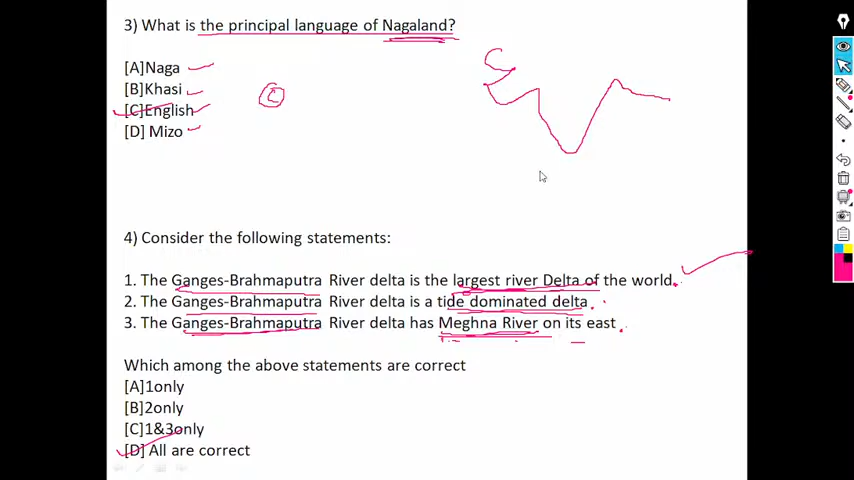 3) What is the principal language of Nagaland?
[A]Naga
[B]Khasi
[C]English
[D] Mizo
C
4) Consider the following statements:
1. The Ganges-Brahmaputra River delta is the largest river Delta of the world.
2. The Ganges-Brahmaputra River delta is a tide dominated delta.
3. The Ganges-Brahmaputra River delta has Meghna River on its east.
Which among the above statements are correct
[A]1only
[B]2only
[C]1&3only
[D] All are correct